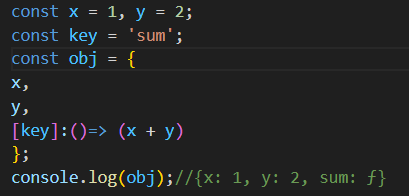 const x = 1, y = 2;
const key = 'sum';
const obj = {
x,
y,
[key]:()=> (x + y)
};
console.log(obj);//{x: 1, y: 2, sum: ƒ}